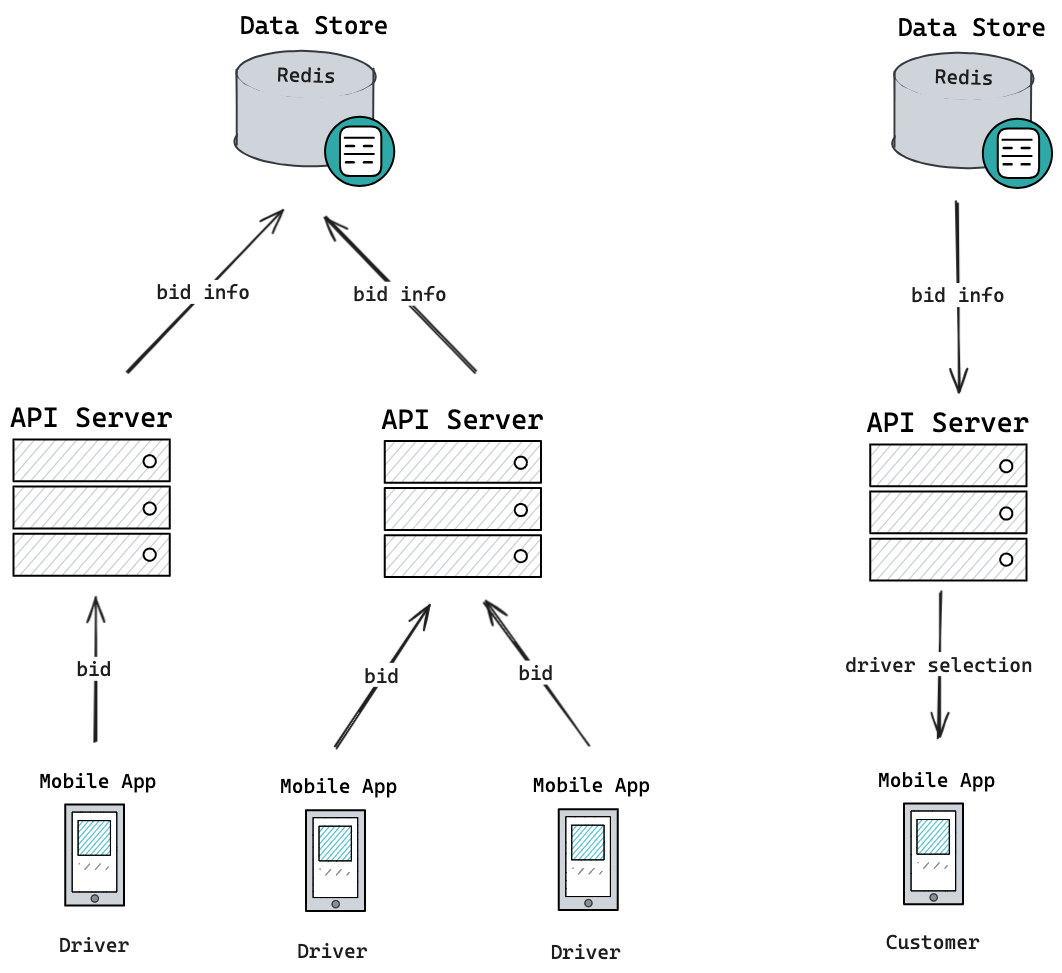 Data Store
Data Store
Redis
Redis
bid info
bid info
bid info
API Server
API Server
API Server
bid
bid
bid
driver selection
Mobile App
Mobile App
Mobile App
Mobile App
Driver
Driver
Driver
Customer